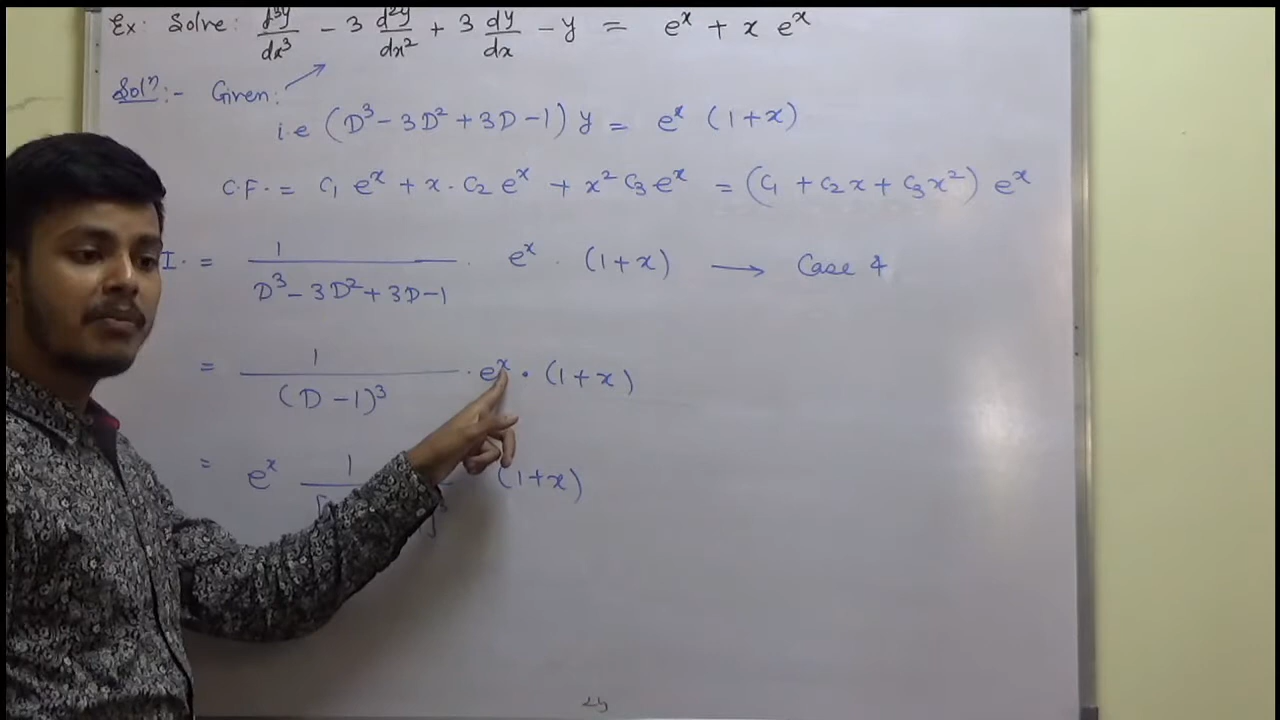 Ex: Solve: d³y/dx³ - 3 d²y/dx² + 3 dy/dx - y = eˣ + x eˣ
Solⁿ:- Given:
i.e (D³ - 3D² + 3D - 1) y = eˣ (1+x)
C.F. = C₁ eˣ + x. C₂ eˣ + x² C₃ eˣ = (C₁ + C₂x + C₃x²) eˣ
I. = 1/(D³ - 3D² + 3D - 1) . eˣ . (1+x) → Case 4
= 1/(D - 1)³ . eˣ . (1+x)
= eˣ 1/[ ]³ (1+x)